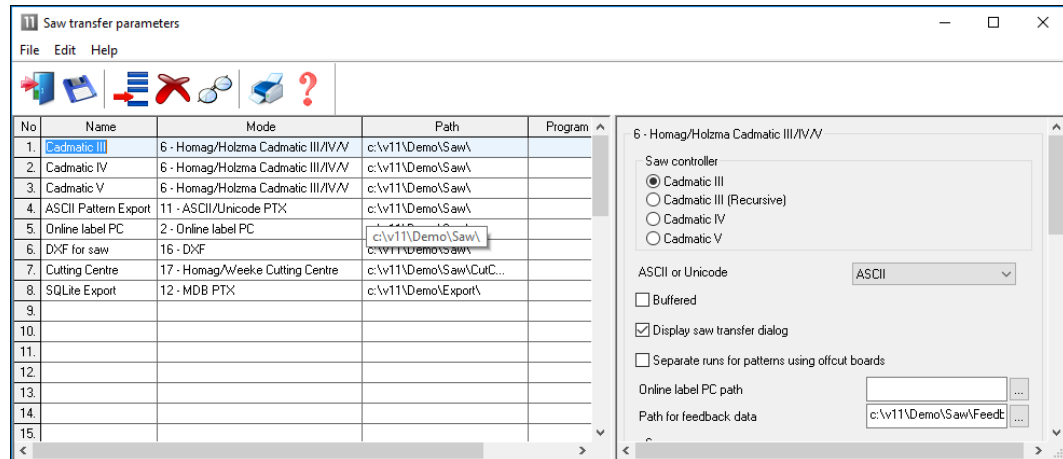 11 Saw transfer parameters
File Edit Help
No Name Mode Path Program
1. Cadmatic III 6 - Homag/Holzma Cadmatic III/IV/V c:\v11\Demo\Saw\
2. Cadmatic IV 6 - Homag/Holzma Cadmatic III/IV/V c:\v11\Demo\Saw\
3. Cadmatic V 6 - Homag/Holzma Cadmatic III/IV/V c:\v11\Demo\Saw\
4. ASCII Pattern Export 11 - ASCII/Unicode PTX c:\v11\Demo\Saw\
5. Online label PC 2 - Online label PC
c:\v11\Demo\Saw\
6. DXF for saw 16 - DXF c:\v11\Demo\Saw\
7. Cutting Centre 17 - Homag/Weeke Cutting Centre c:\v11\Demo\Saw\CutC...
8. SQLite Export 12 - MDB PTX c:\v11\Demo\Export\
9.
10.
11.
12.
13.
14.
15.
6 - Homag/Holzma Cadmatic III/IV/V
Saw controller
Cadmatic III
Cadmatic III (Recursive)
Cadmatic IV
Cadmatic V
ASCII or Unicode ASCII
Buffered
Display saw transfer dialog
Separate runs for patterns using offcut boards
Online label PC path ...
Path for feedback data c:\v11\Demo\Saw\Feedb ...